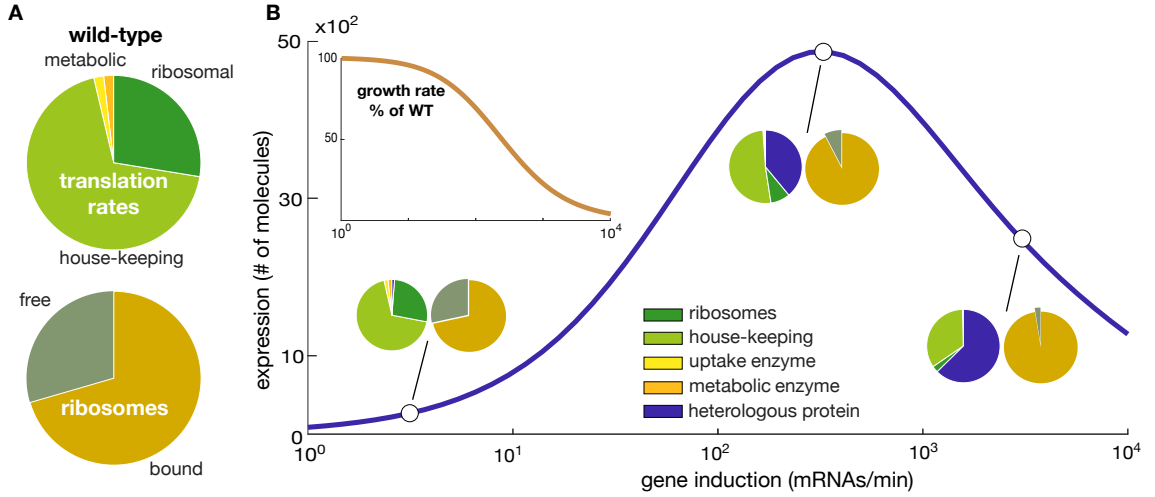 A
wild-type
metabolic
ribosomal
translation
rates
house-keeping
free
ribosomes
bound
B
x10²
50
30
10
0
expression (# of molecules)
100
50
growth rate
% of WT
10⁰
10⁴
ribosomes
house-keeping
uptake enzyme
metabolic enzyme
heterologous protein
10⁰
10¹
10²
10³
10⁴
gene induction (mRNAs/min)